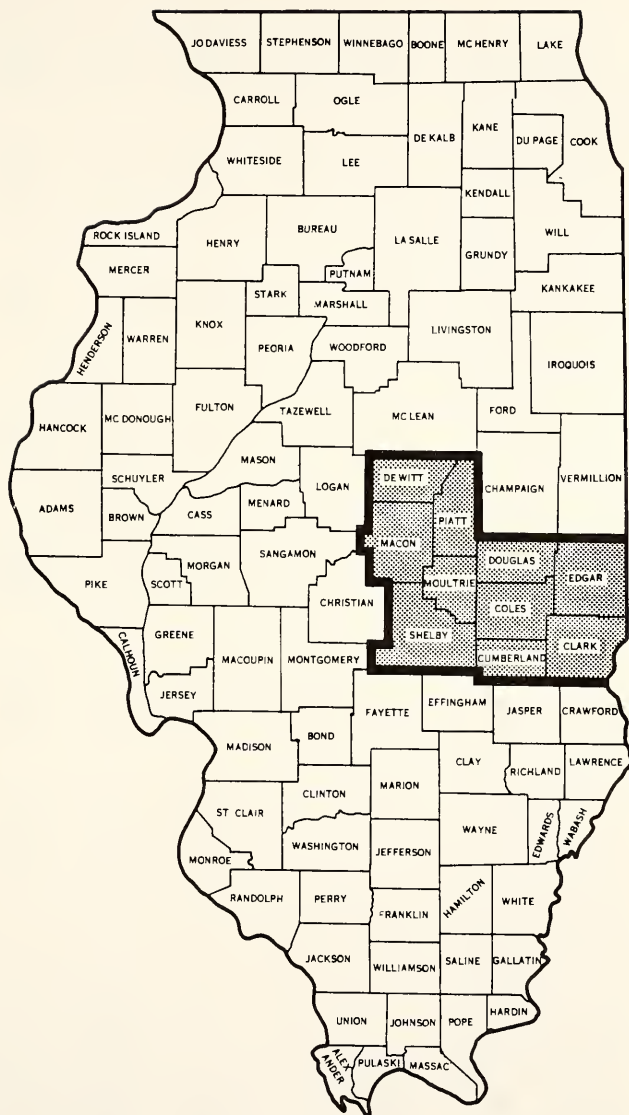 JO DAVIESS
STEPHENSON
WINNEBAGO
BOONE
MC HENRY
LAKE
CARROLL
OGLE
DE KALB
KANE
DU PAGE
COOK
WHITESIDE
LEE
KENDALL
ROCK ISLAND
HENRY
BUREAU
LA SALLE
GRUNDY
WILL
MERCER
PUTNAM
STARK
MARSHALL
KANKAKEE
HENDERSON
WARREN
KNOX
PEORIA
WOODFORD
LIVINGSTON
IROQUOIS
HANCOCK
MC DONOUGH
FULTON
TAZEWELL
MC LEAN
FORD
SCHUYLER
MASON
LOGAN
DE WITT
CHAMPAIGN
VERMILLION
ADAMS
BROWN
CASS
MENARD
PIATT
MACON
SANGAMON
MORGAN
DOUGLAS
EDGAR
PIKE
SCOTT
MOULTRIE
CHRISTIAN
COLES
CALHOUN
GREENE
SHELBY
CLARK
MACOUPIN
MONTGOMERY
CUMBERLAND
JERSEY
FAYETTE
EFFINGHAM
JASPER
CRAWFORD
MADISON
BOND
CLAY
RICHLAND
LAWRENCE
CLINTON
MARION
ST CLAIR
WAYNE
EDWARDS
WABASH
WASHINGTON
JEFFERSON
MONROE
RANDOLPH
PERRY
FRANKLIN
HAMILTON
WHITE
JACKSON
WILLIAMSON
SALINE
GALLATIN
UNION
JOHNSON
POPE
HARDIN
ALEX
ANDER
PULASKI
MASSAC